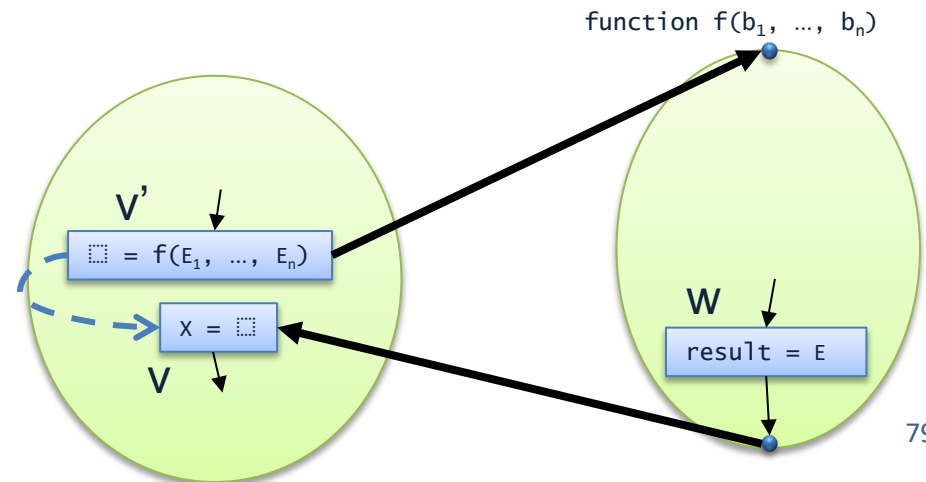 function f(b₁, …, bₙ)
V’
⬚ = f(E₁, …, Eₙ)
X = ⬚
V
W
result = E
79